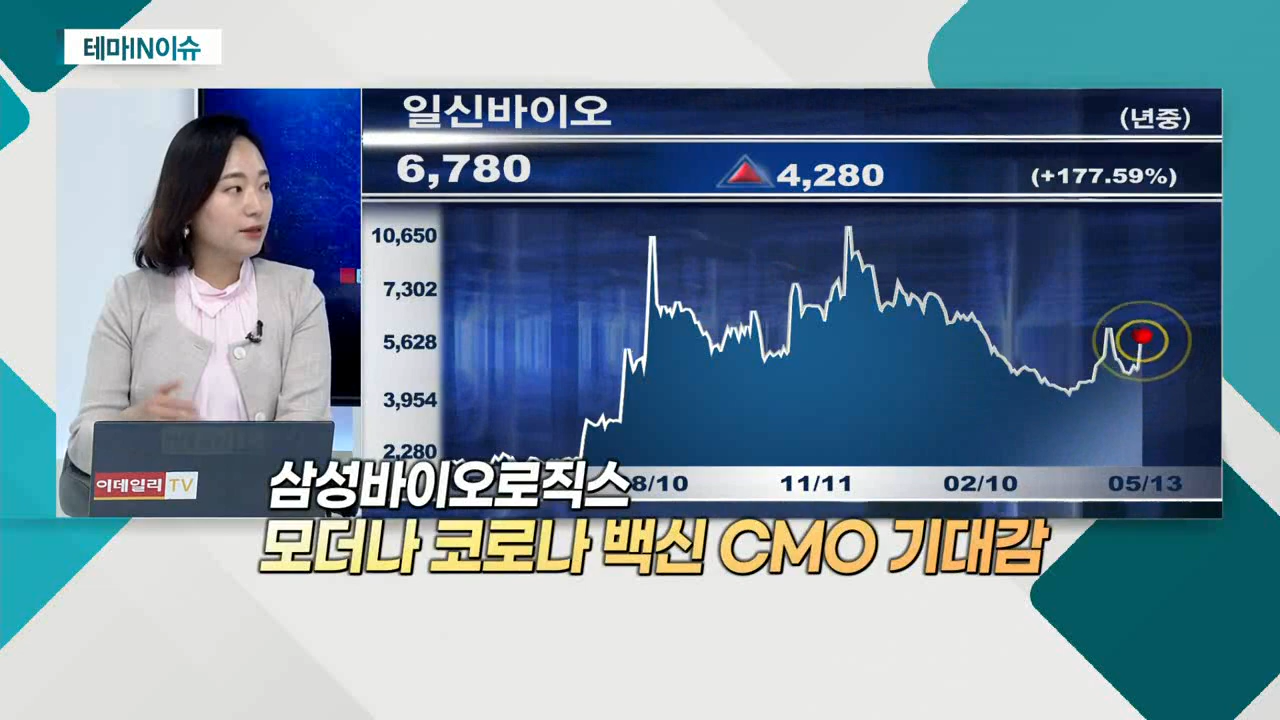 테마IN이슈
일신바이오
(년중)
6,780
4,280
(+177.59%)
10,650
7,302
5,628
3,954
2,280
8/10
11/11
02/10
05/13
이데일리 TV
삼성바이오로직스
모더나 코로나 백신 CMO 기대감